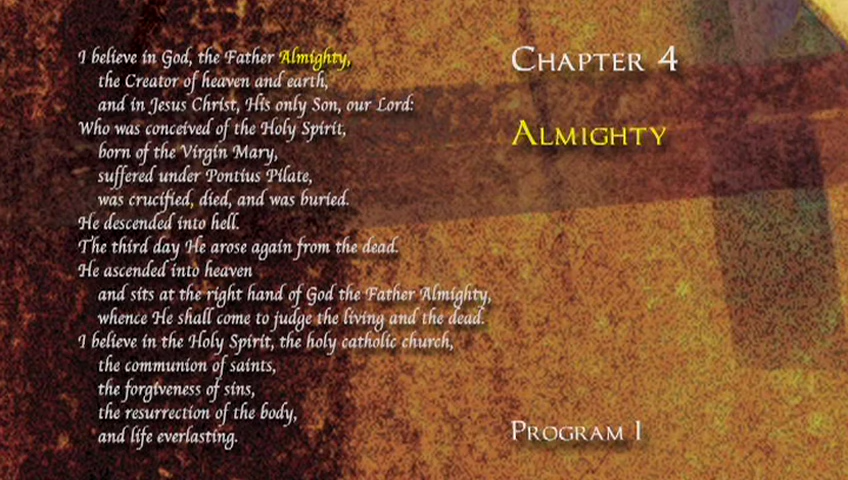 I believe in God, the Father Almighty,
the Creator of heaven and earth,
and in Jesus Christ, His only Son, our Lord:
Who was conceived of the Holy Spirit,
born of the Virgin Mary,
suffered under Pontius Pilate,
was crucified, died, and was buried.
He descended into hell.
The third day He arose again from the dead.
He ascended into heaven
and sits at the right hand of God the Father Almighty,
whence He shall come to judge the living and the dead.
I believe in the Holy Spirit, the holy catholic church,
the communion of saints,
the forgiveness of sins,
the resurrection of the body,
and life everlasting.
Chapter 4
Almighty
Program 1